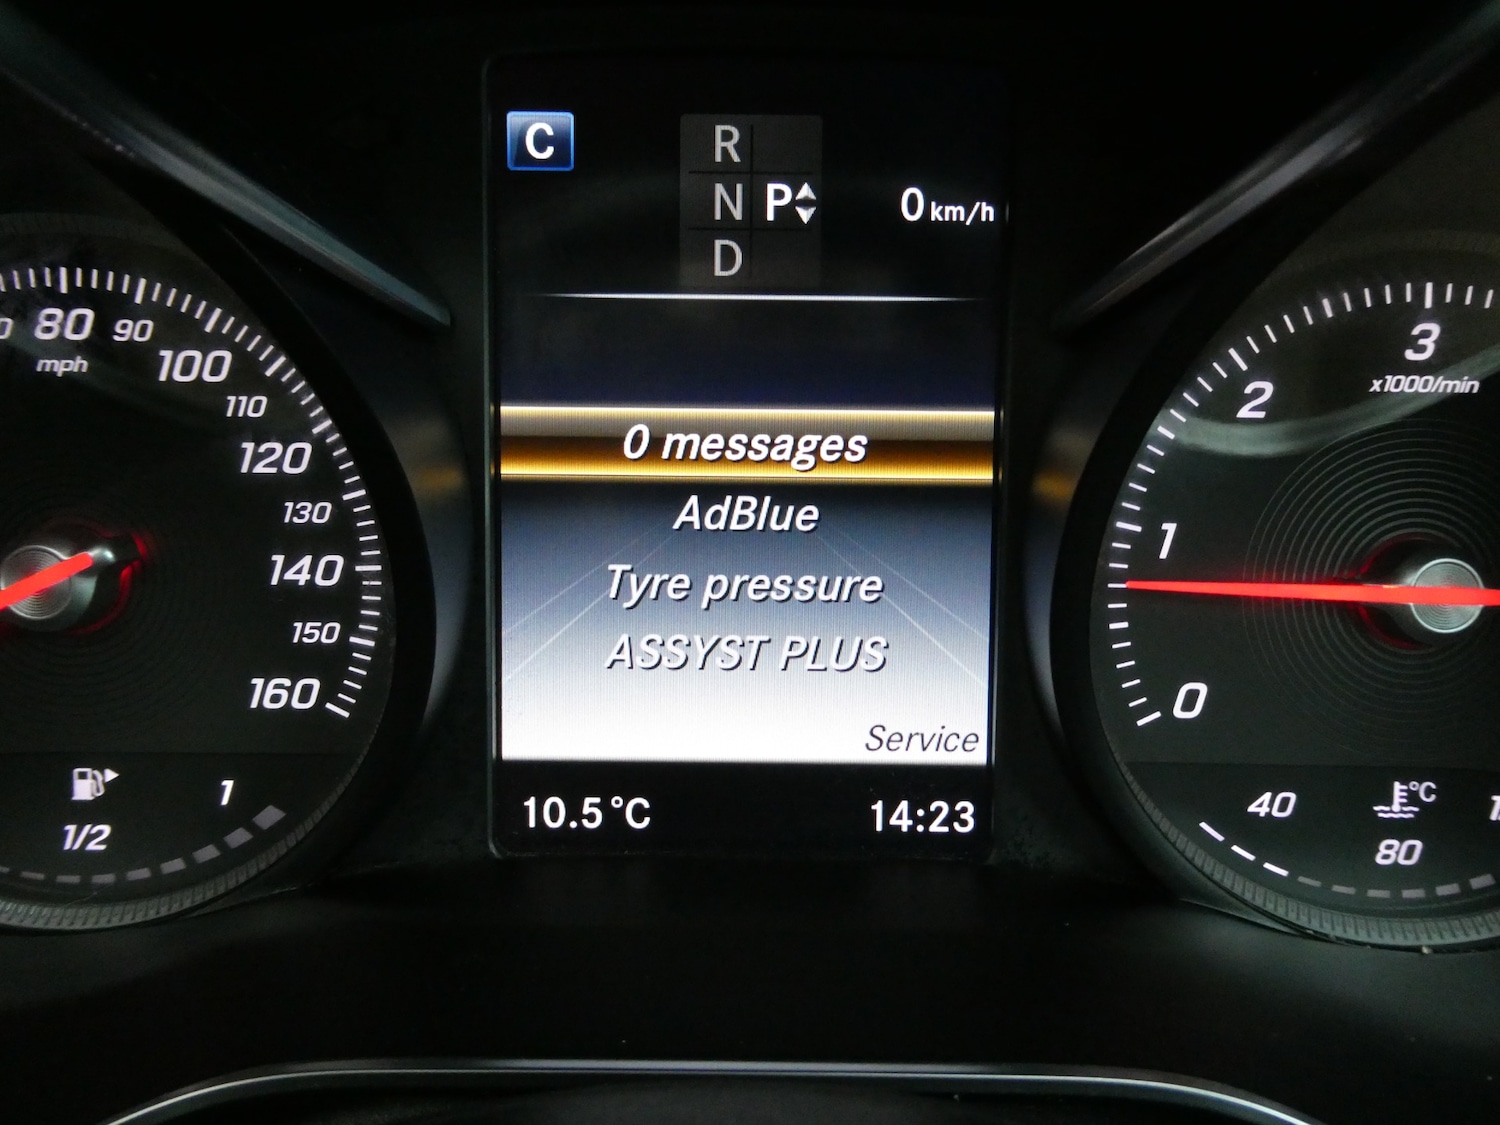 C
R
N P
D
0 km/h
80
90
mph
100
110
120
130
140
150
160
1
1/2
0 messages
AdBlue
Tyre pressure
ASSYST PLUS
Service
10.5°C
14:23
3
x1000/min
2
1
0
40
°C
80